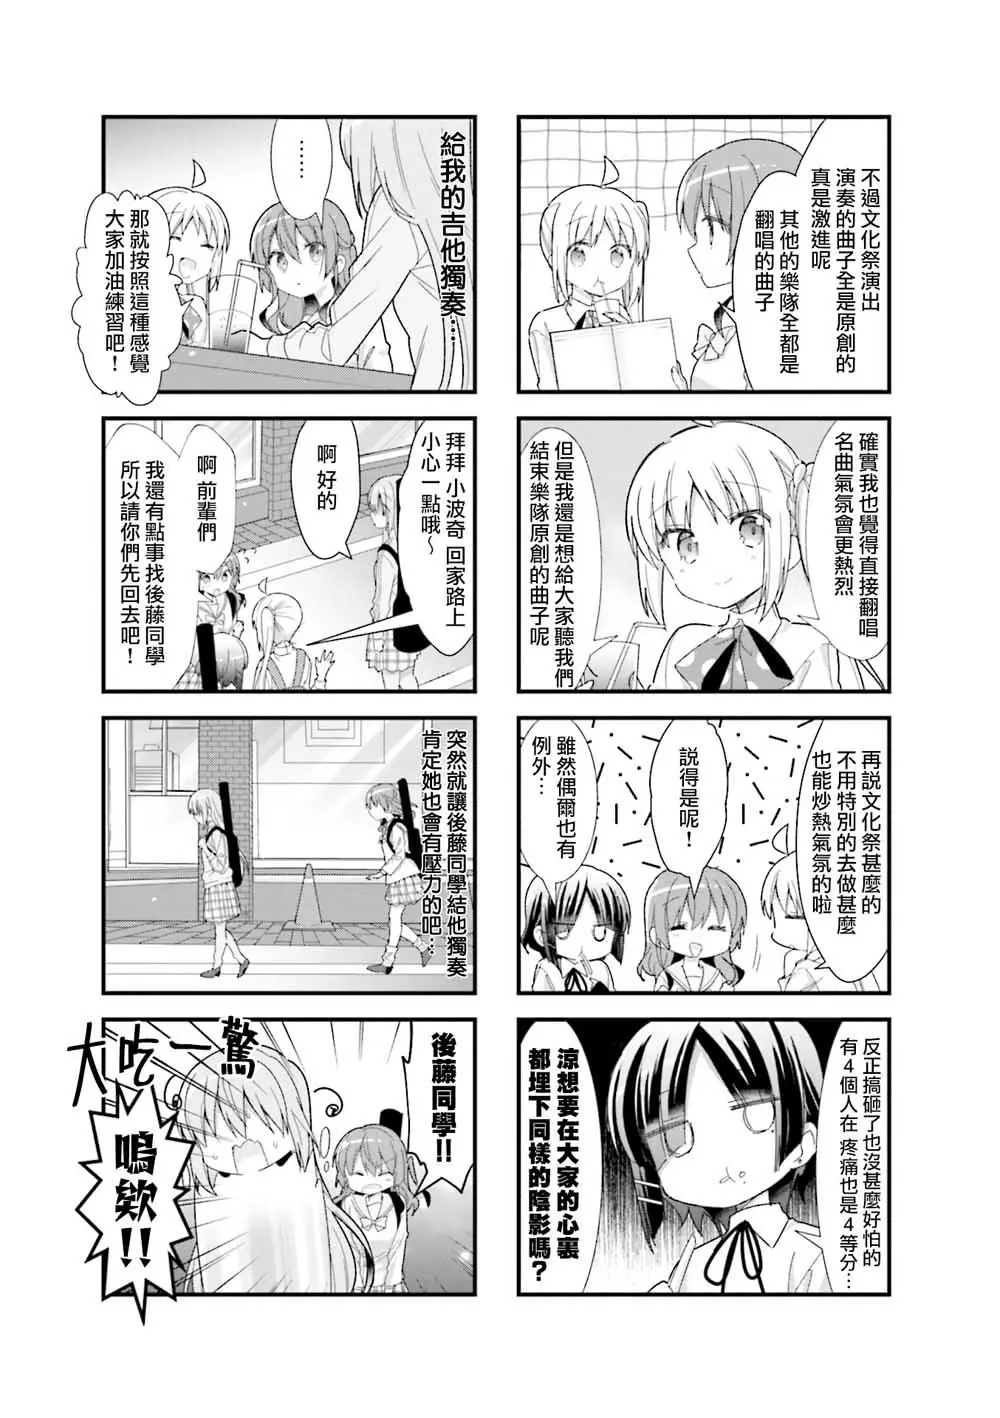 不過文化祭演出
演奏的曲子全是原創的
真是激進呢
其他的樂隊全都是
翻唱的曲子
確實我也覺得直接翻唱
名曲氣氛會更熱烈
但是我還是想給大家聽我們
結束樂隊原創的曲子呢
再説文化祭甚麼的
不用特別的去做甚麼
也能炒熱氣氛的啦
説得是呢！
雖然偶爾也有
例外…
反正搞砸了也沒甚麼好怕的
有4個人在 疼痛也是4等分…
涼想要在大家的心裏
都埋下同樣的陰影嗎？
給我的吉他獨奏……
……
那就按照這種感覺
大家加油練習吧！
拜拜 小波奇 回家路上
小心一點哦～
啊 好的
啊 前輩們
我還有點事找後藤同學
所以請你們先回去吧！
突然就讓後藤同學結他獨奏
肯定她也會有壓力的吧…
後藤同學!!
大吃一驚
嗚欸!!